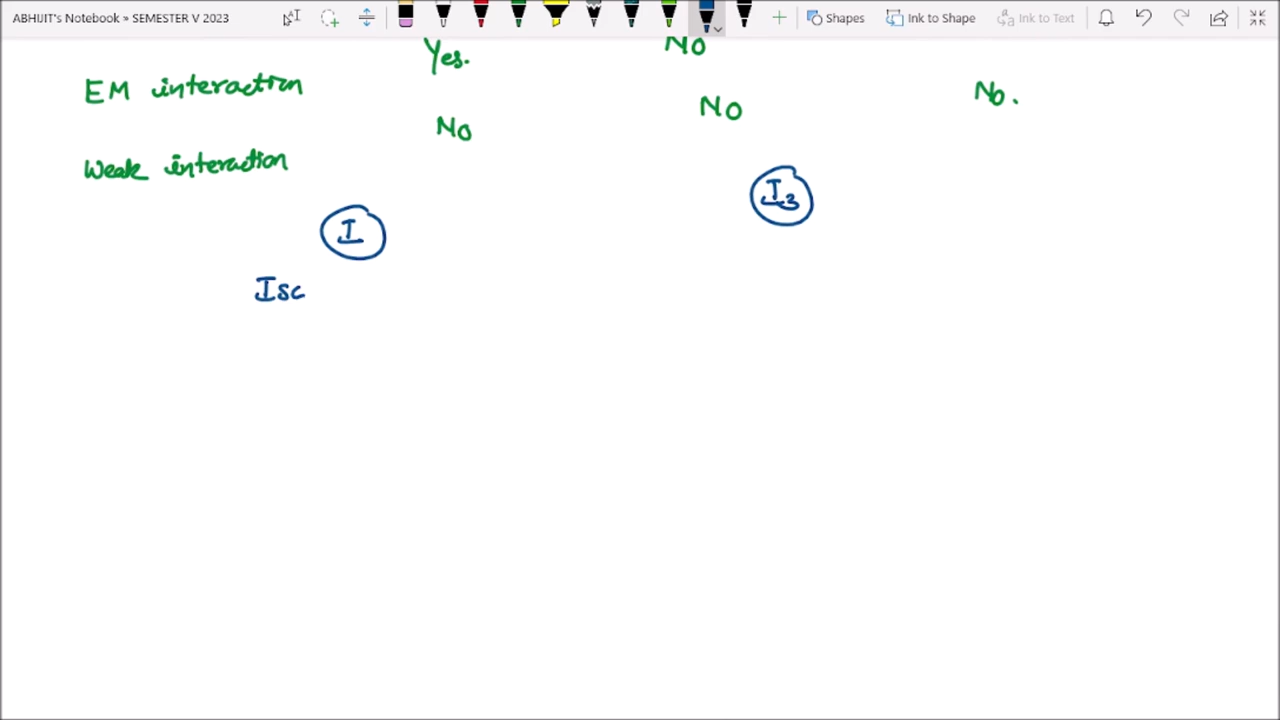 ABHIJIT's Notebook » SEMESTER V 2023
Shapes
Ink to Shape
Ink to Text
Yes. No
EM interaction No.
No No
Weak interaction
I I3
Isc